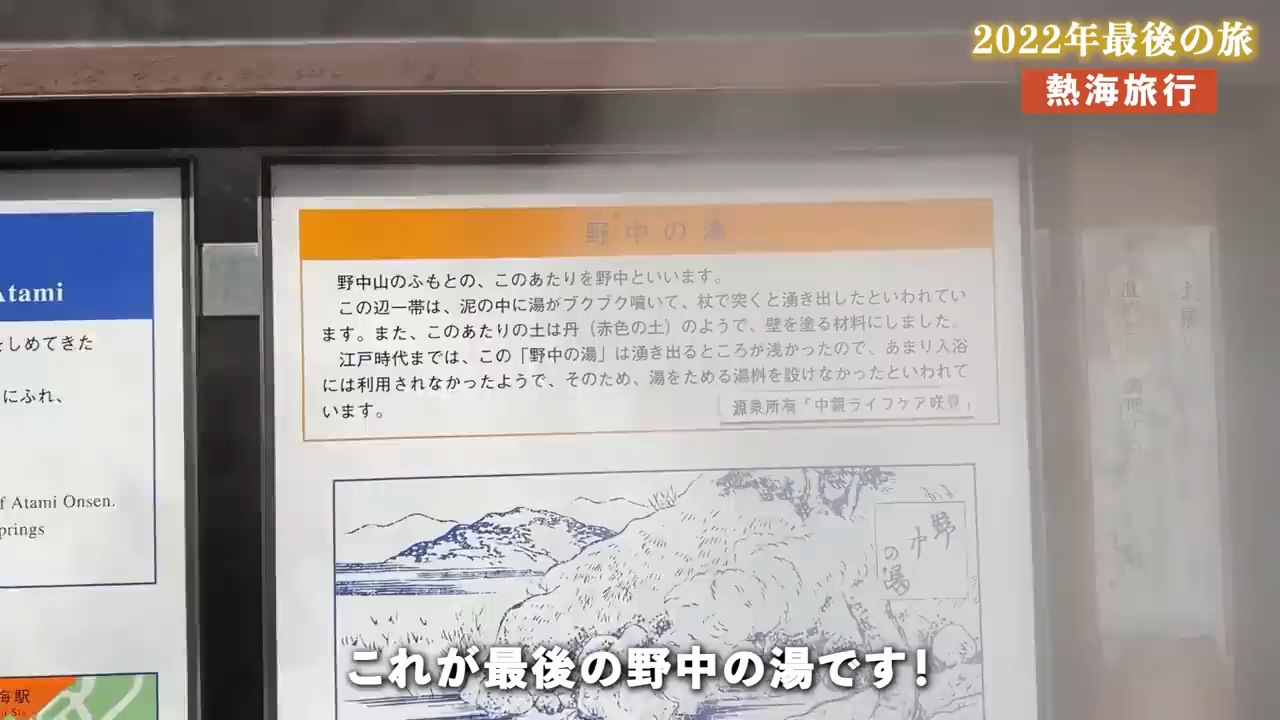 2022年最後の旅
熱海旅行
野中の湯
野中山のふもとの、このあたりを野中といいます。
この辺一帯は、泥の中に湯がブクブク噴いて、杖で突くと湧き出したといわれてい
ます。また、このあたりの土は丹（赤色の土）のようで、壁を塗る材料にしました。
江戸時代までは、この「野中の湯」は湧き出るところが浅かったので、あまり入浴
には利用されなかったようで、そのため、湯をためる湯桝を設けなかったといわれて
います。
源泉所有「中銀ライフケア咲見」
Atami
をしめてきた
にふれ、
of Atami Onsen.
prings
海駅
野中の湯
これが最後の野中の湯です!